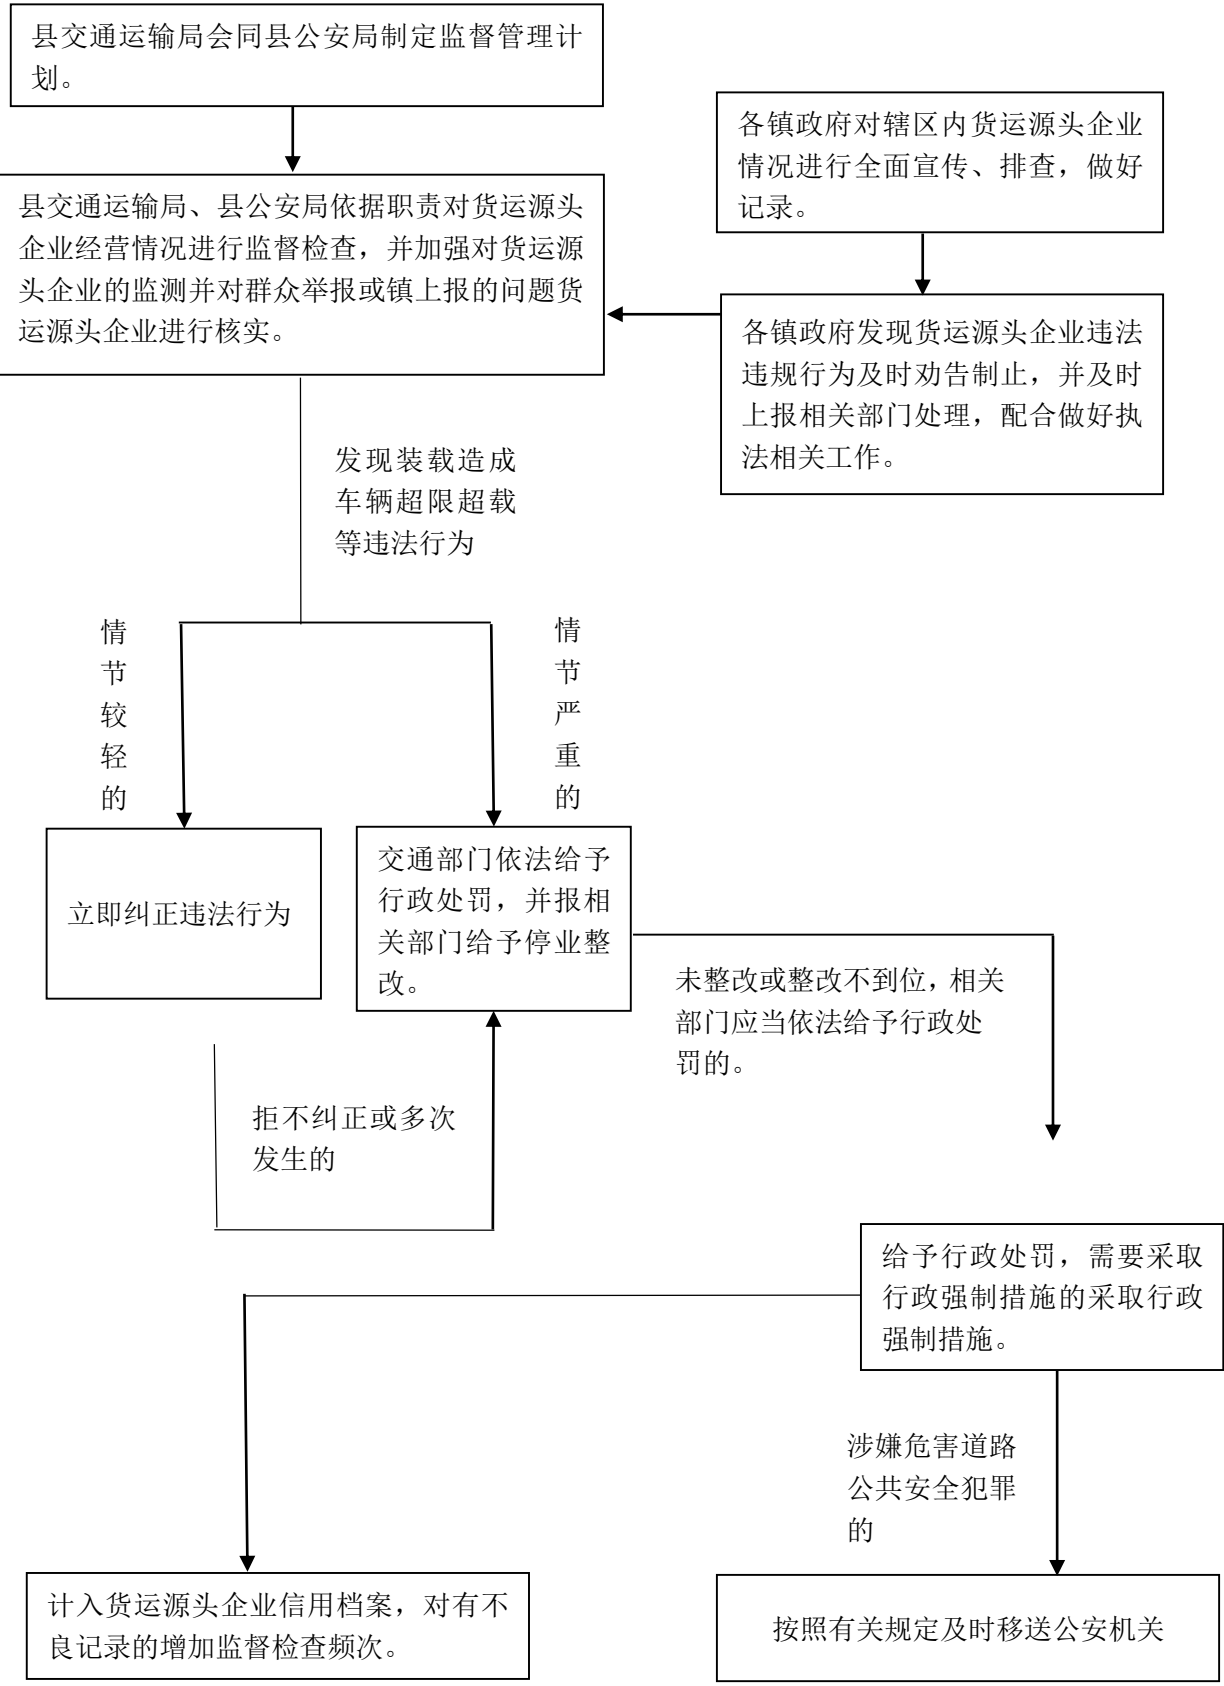 县交通运输局会同县公安局制定监督管理计
划。
各镇政府对辖区内货运源头企业
情况进行全面宣传、排查，做好
记录。
县交通运输局、县公安局依据职责对货运源头
企业经营情况进行监督检查，并加强对货运源
头企业的监测并对群众举报或镇上报的问题货
运源头企业进行核实。
各镇政府发现货运源头企业违法
违规行为及时劝告制止，并及时
上报相关部门处理，配合做好执
法相关工作。
发现装载造成
车辆超限超载
等违法行为
情
节
较
轻
的
情
节
严
重
的
立即纠正违法行为
交通部门依法给予
行政处罚，并报相
关部门给予停业整
改。
未整改或整改不到位，相关
部门应当依法给予行政处
罚的。
拒不纠正或多次
发生的
给予行政处罚，需要采取
行政强制措施的采取行政
强制措施。
涉嫌危害道路
公共安全犯罪
的
计入货运源头企业信用档案，对有不
良记录的增加监督检查频次。
按照有关规定及时移送公安机关